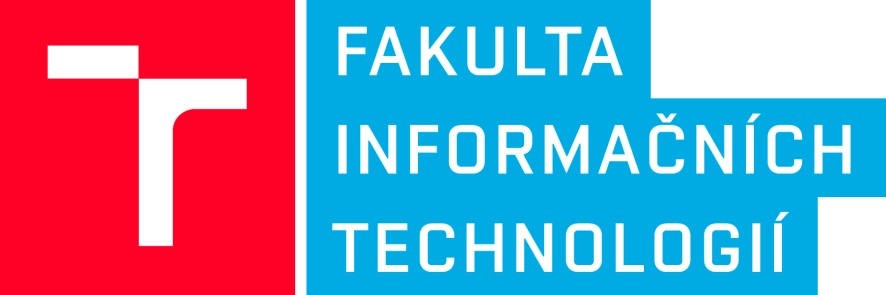 FAKULTA
INFORMAČNÍCH
TECHNOLOGIÍ